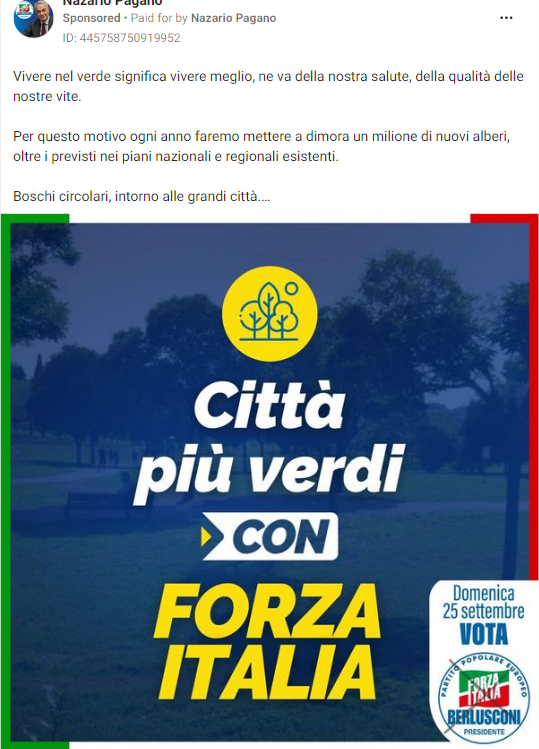 Nazario Pagano
Sponsored • Paid for by Nazario Pagano
ID: 445758750919952
Vivere nel verde significa vivere meglio, ne va della nostra salute, della qualità delle
nostre vite.
Per questo motivo ogni anno faremo mettere a dimora un milione di nuovi alberi,
oltre i previsti nei piani nazionali e regionali esistenti.
Boschi circolari, intorno alle grandi città....
Città
più verdi
CON
FORZA
ITALIA
Domenica
25 settembre
VOTA
PARTITO POPOLARE EUROPEO
FORZA
ITALIA
BERLUSCONI
PRESIDENTE